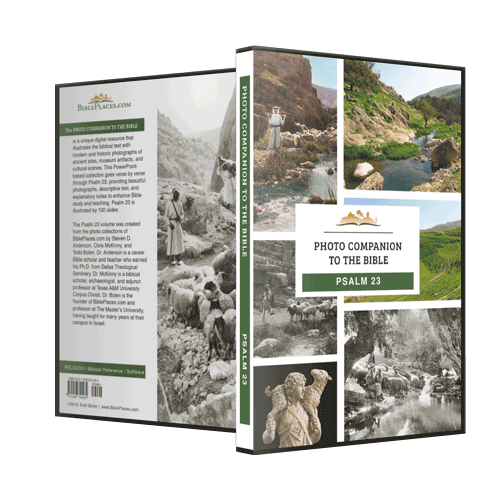 BIBLEPLACES.COM
The PHOTO COMPANION TO THE BIBLE
is a unique digital resource that
illustrates the biblical text with
modern and historic photographs of
ancient sites, museum artifacts, and
cultural scenes. This PowerPoint-
based collection goes verse by verse
through Psalm 23, providing beautiful
photographs, descriptive text, and
explanatory notes to enhance Bible
study and teaching. Psalm 23 is
illustrated by 100 slides.
The Psalm 23 volume was created
from the photo collections of
BiblePlaces.com by Steven D.
Anderson, Chris McKinny, and
Todd Bolen. Dr. Anderson is a career
Bible scholar and teacher who earned
his Ph.D. from Dallas Theological
Seminary. Dr. McKinny is a biblical
scholar, archaeologist, and adjunct
professor at Texas A&M University
Corpus Christi. Dr. Bolen is the
founder of BiblePlaces.com and
professor at The Master's University,
having taught for many years at their
campus in Israel.
RELIGION / Biblical Reference / Software
©2019 Todd Bolen / www.BiblePlaces.com
PHOTO COMPANION TO THE BIBLE
PSALM 23
PHOTO COMPANION
TO THE BIBLE
PSALM 23